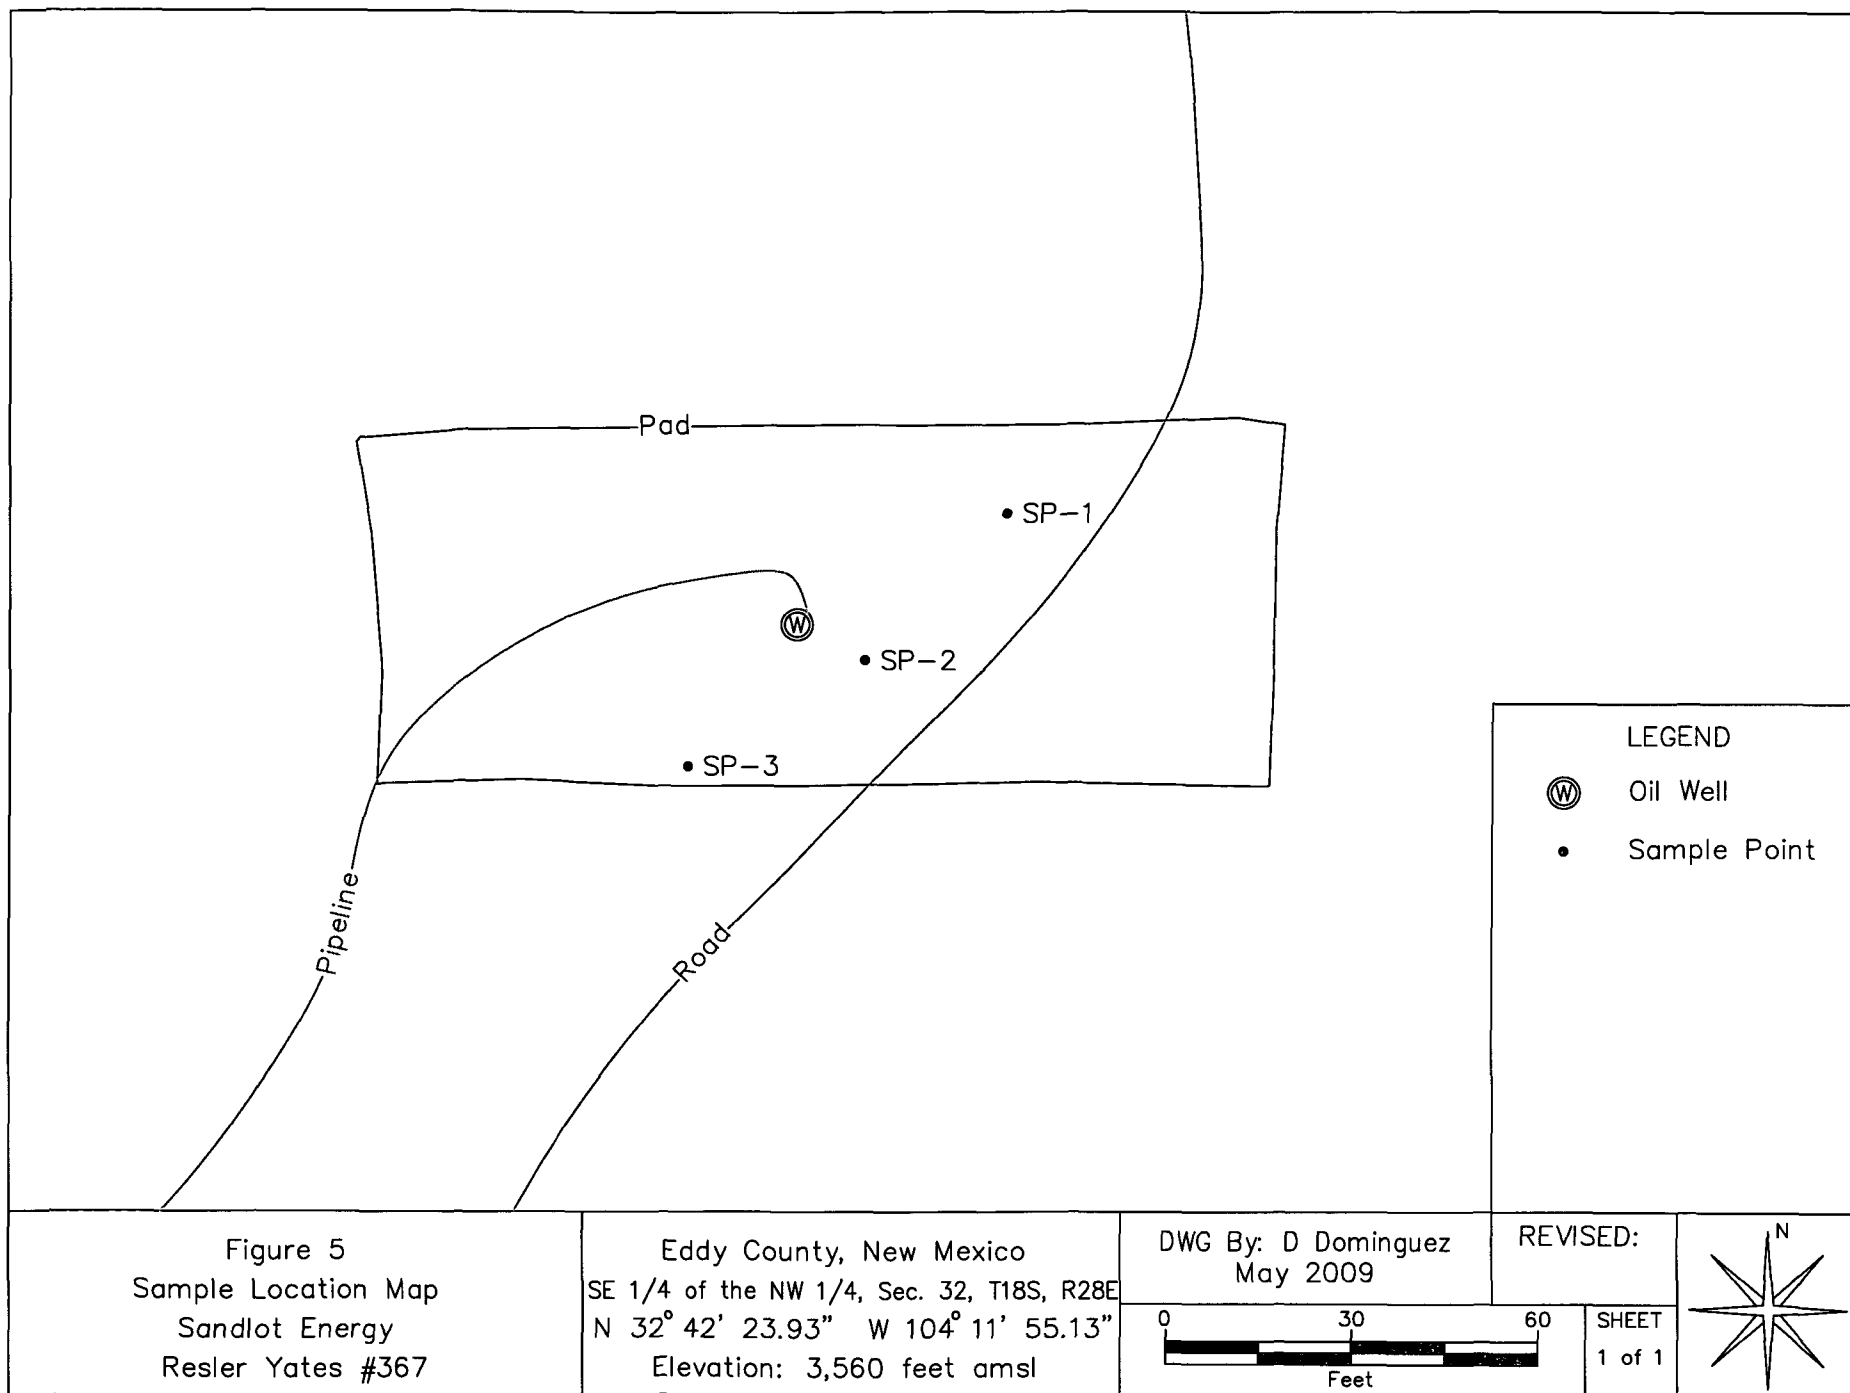 Pad
SP-1
W
SP-2
SP-3
Pipeline
Road
LEGEND
W Oil Well
Sample Point
Figure 5
Sample Location Map
Sandlot Energy
Resler Yates #367
Eddy County, New Mexico
SE 1/4 of the NW 1/4, Sec. 32, T18S, R28E
N 32° 42' 23.93" W 104° 11' 55.13"
Elevation: 3,560 feet amsl
DWG By: D Dominguez
May 2009
REVISED:
0 30 60
Feet
SHEET
1 of 1
N